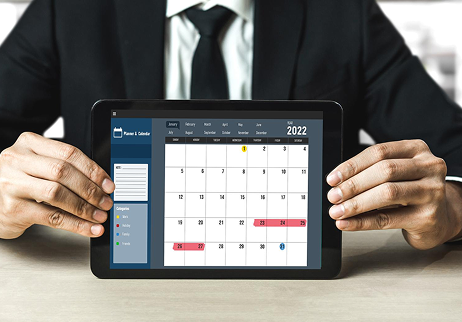 Planner & Calendar
January February March April May June
July August September October November December
2022
1 2 3 4
5 6 7 8 9 10 11
12 13 14 15 16 17 18
19 20 21 22 23 24 25
26 27 28 29 30 31
Categories